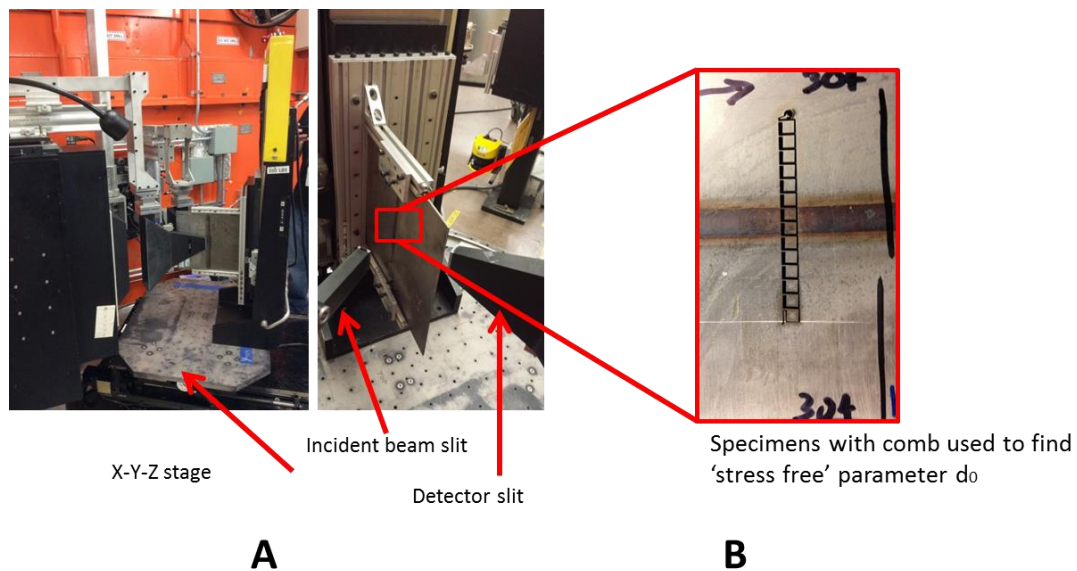 304
304
Incident beam slit
X-Y-Z stage
Detector slit
Specimens with comb used to find
‘stress free’ parameter d₀
A
B